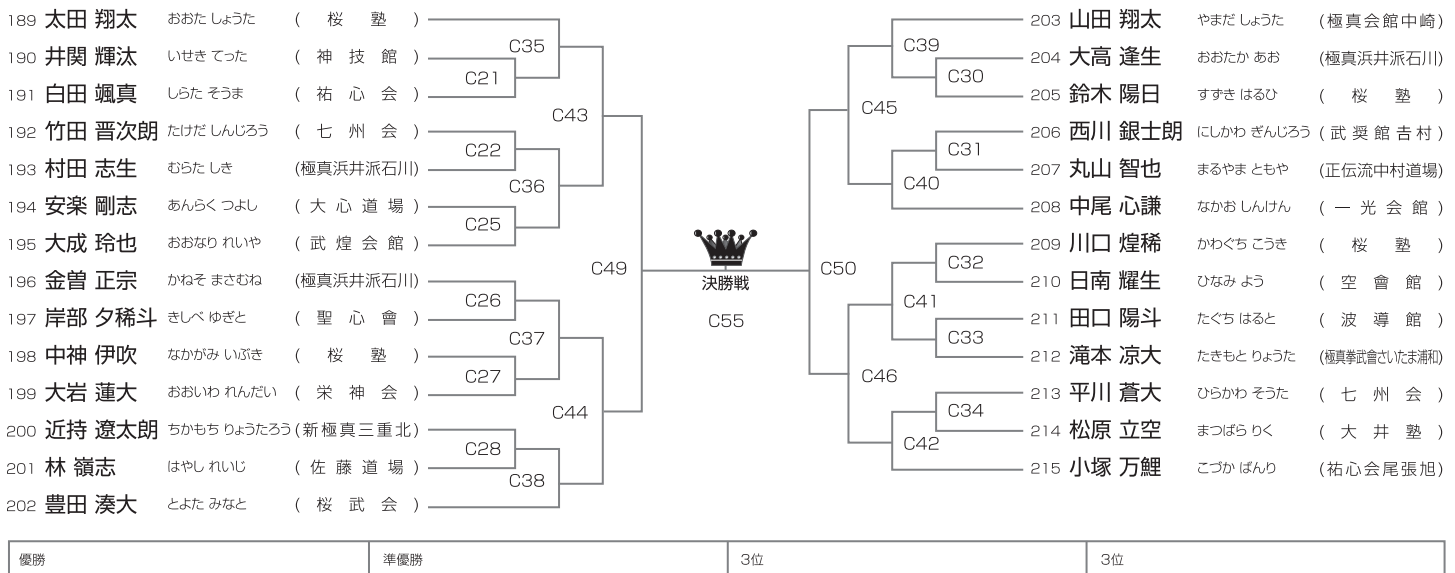 189 太田 翔太 おおた しょうた ( 桜 塾 )
190 井関 輝汰 いせき てった ( 神 技 館 )
191 白田 颯真 しらた そうま ( 祐 心 会 )
192 竹田 晋次朗 たけだ しんじろう ( 七 州 会 )
193 村田 志生 むらた しき (極真浜井派石川)
194 安楽 剛志 あんらく つよし ( 大 心 道 場 )
195 大成 玲也 おおなり れいや ( 武 煌 会 館 )
196 金曽 正宗 かねそ まさむね (極真浜井派石川)
197 岸部 夕稀斗 きしべ ゆぎと ( 聖 心 會 )
198 中神 伊吹 なかがみ いぶき ( 桜 塾 )
199 大岩 蓮大 おおいわ れんだい ( 栄 神 会 )
200 近持 遼太朗 ちかもち りょうたろう (新極真三重北)
201 林 嶺志 はやし れいじ ( 佐 藤 道 場 )
202 豊田 湊大 とよた みなと ( 桜 武 会 )
C35
C21
C43
C22
C36
C25
C49
C26
C37
C27
C44
C28
C38
決勝戦
C55
C39
C30
C45
C31
C40
C50
C32
C41
C33
C46
C34
C42
203 山田 翔太 やまだ しょうた (極真会館中崎)
204 大高 逢生 おおたか あお (極真浜井派石川)
205 鈴木 陽日 すずき はるひ ( 桜 塾 )
206 西川 銀士朗 にしかわ ぎんじろう ( 武 奨 館 𠮷 村 )
207 丸山 智也 まるやま ともや (正伝流中村道場)
208 中尾 心謙 なかお しんけん ( 一 光 会 館 )
209 川口 煌稀 かわぐち こうき ( 桜 塾 )
210 日南 耀生 ひなみ よう ( 空 會 館 )
211 田口 陽斗 たぐち はると ( 波 導 館 )
212 滝本 凉大 たきもと りょうた (極真拳武會さいたま浦和)
213 平川 蒼大 ひらかわ そうた ( 七 州 会 )
214 松原 立空 まつばら りく ( 大 井 塾 )
215 小塚 万鯉 こづか ばんり (祐心会尾張旭)
優勝
準優勝
3位
3位